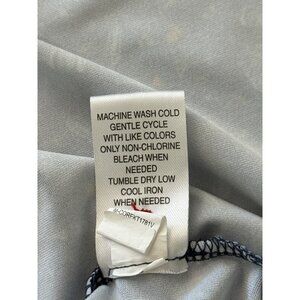 MACHINE WASH COLD
GENTLE CYCLE
WITH LIKE COLORS
ONLY NON-CHLORINE
BLEACH WHEN
NEEDED
TUMBLE DRY LOW
COOL IRON
WHEN NEEDED